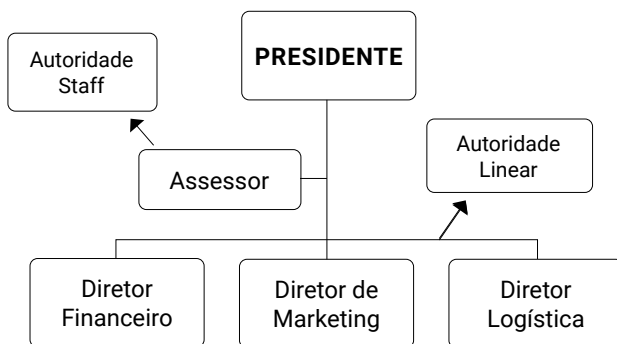 PRESIDENTE
Autoridade
Staff
Assessor
Autoridade
Linear
Diretor
Financeiro
Diretor de
Marketing
Diretor
Logística